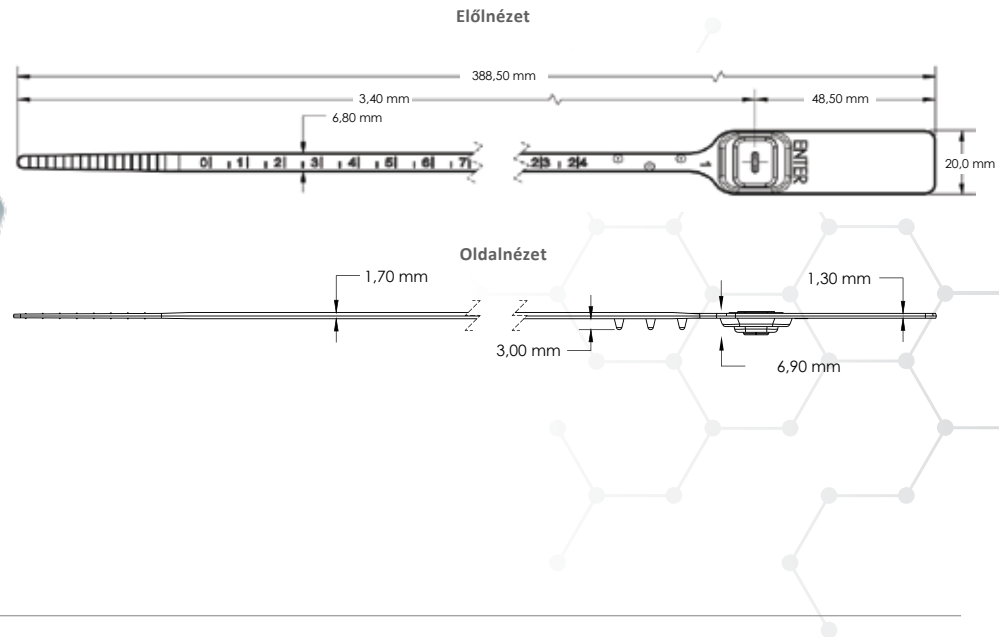 Előlnézet
388,50 mm
3,40 mm
48,50 mm
6,80 mm
0 1 2 3 4 5 6 7 23 24 1 ENTER
20,0 mm
Oldalnézet
1,70 mm
1,30 mm
3,00 mm
6,90 mm